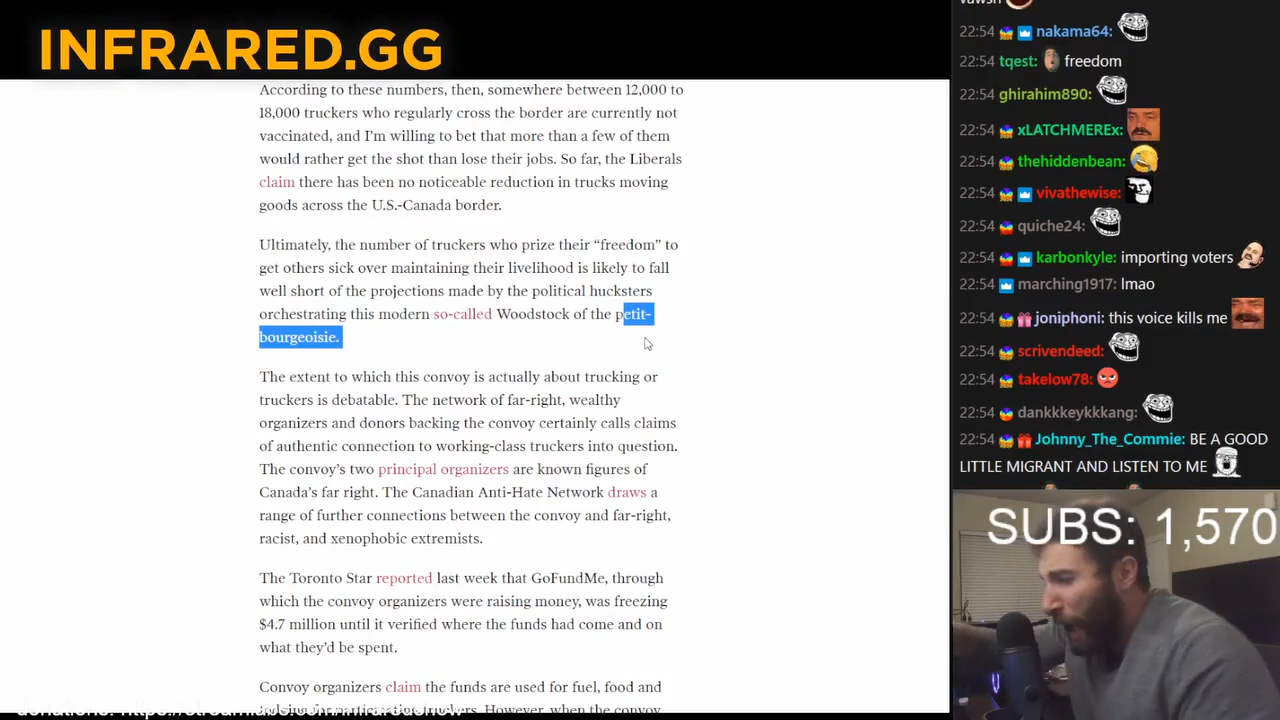 INFRARED.GG
According to these numbers, then, somewhere between 12,000 to
18,000 truckers who regularly cross the border are currently not
vaccinated, and I'm willing to bet that more than a few of them
would rather get the shot than lose their jobs. So far, the Liberals
claim there has been no noticeable reduction in trucks moving
goods across the U.S.-Canada border.
Ultimately, the number of truckers who prize their “freedom” to
get others sick over maintaining their livelihood is likely to fall
well short of the projections made by the political hucksters
orchestrating this modern so-called Woodstock of the petit-
bourgeoisie.
The extent to which this convoy is actually about trucking or
truckers is debatable. The network of far-right, wealthy
organizers and donors backing the convoy certainly calls claims
of authentic connection to working-class truckers into question.
The convoy's two principal organizers are known figures of
Canada's far right. The Canadian Anti-Hate Network draws a
range of further connections between the convoy and far-right,
racist, and xenophobic extremists.
The Toronto Star reported last week that GoFundMe, through
which the convoy organizers were raising money, was freezing
$4.7 million until it verified where the funds had come and on
what they'd be spent.
Convoy organizers claim the funds are used for fuel, food and
However, when the convoy
22:54 nakama64:
22:54 tqest: freedom
22:54 ghirahim890:
22:54 xLATCHMEREx:
22:54 thehiddenbean:
22:54 vivathewise:
22:54 quiche24:
22:54 karbonkyle: importing voters
22:54 marching1917: lmao
22:54 joniphoni: this voice kills me
22:54 scrivendeed:
22:54 takelow78:
22:54 dankkkeykkkang:
22:54 Johnny_The_Commie: BE A GOOD
LITTLE MIGRANT AND LISTEN TO ME
SUBS: 1,570